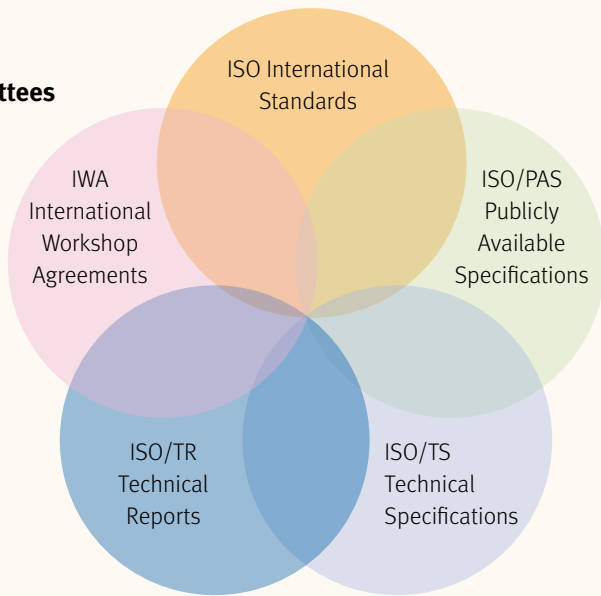 ttees
ISO International
Standards
IWA
International
Workshop
Agreements
ISO/PAS
Publicly
Available
Specifications
ISO/TR
Technical
Reports
ISO/TS
Technical
Specifications